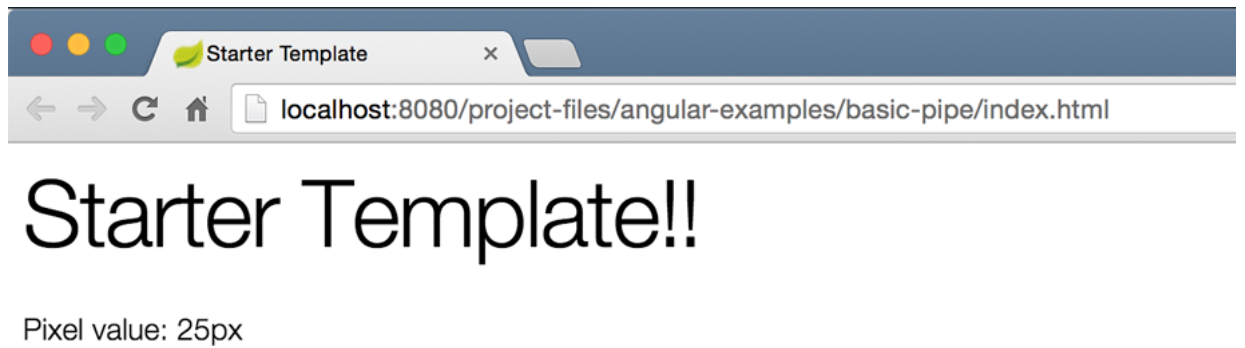 Starter Template
localhost:8080/project-files/angular-examples/basic-pipe/index.html
Starter Template!!
Pixel value: 25px